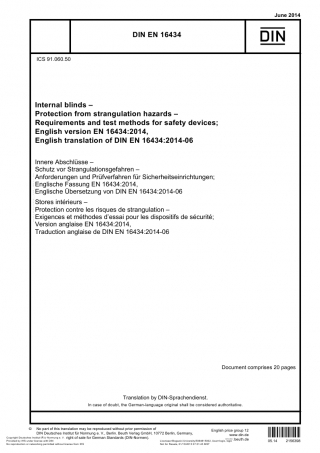 June 2014
DIN EN 16434
DIN
ICS 91.060.50
Internal blinds –
Protection from strangulation hazards –
Requirements and test methods for safety devices;
English version EN 16434:2014,
English translation of DIN EN 16434:2014-06
Innere Abschlüsse –
Schutz vor Strangulationsgefahren –
Anforderungen und Prüfverfahren für Sicherheitseinrichtungen;
Englische Fassung EN 16434:2014,
Englische Übersetzung von DIN EN 16434:2014-06
Stores intérieurs –
Protection contre les risques de strangulation –
Exigences et méthodes d'essai pour les dispositifs de sécurité;
Version anglaise EN 16434:2014,
Traduction anglaise de DIN EN 16434:2014-06
Document comprises 20 pages
Translation by DIN-Sprachendienst.
In case of doubt, the German-language original shall be considered authoritative.
© No part of this translation may be reproduced without prior permission of
DIN Deutsches Institut für Normung e. V., Berlin. Beuth Verlag GmbH, 10772 Berlin, Germany,
right of sale for German Standards (DIN-Normen).
English price group 13
www.din.de
www.beuth.de